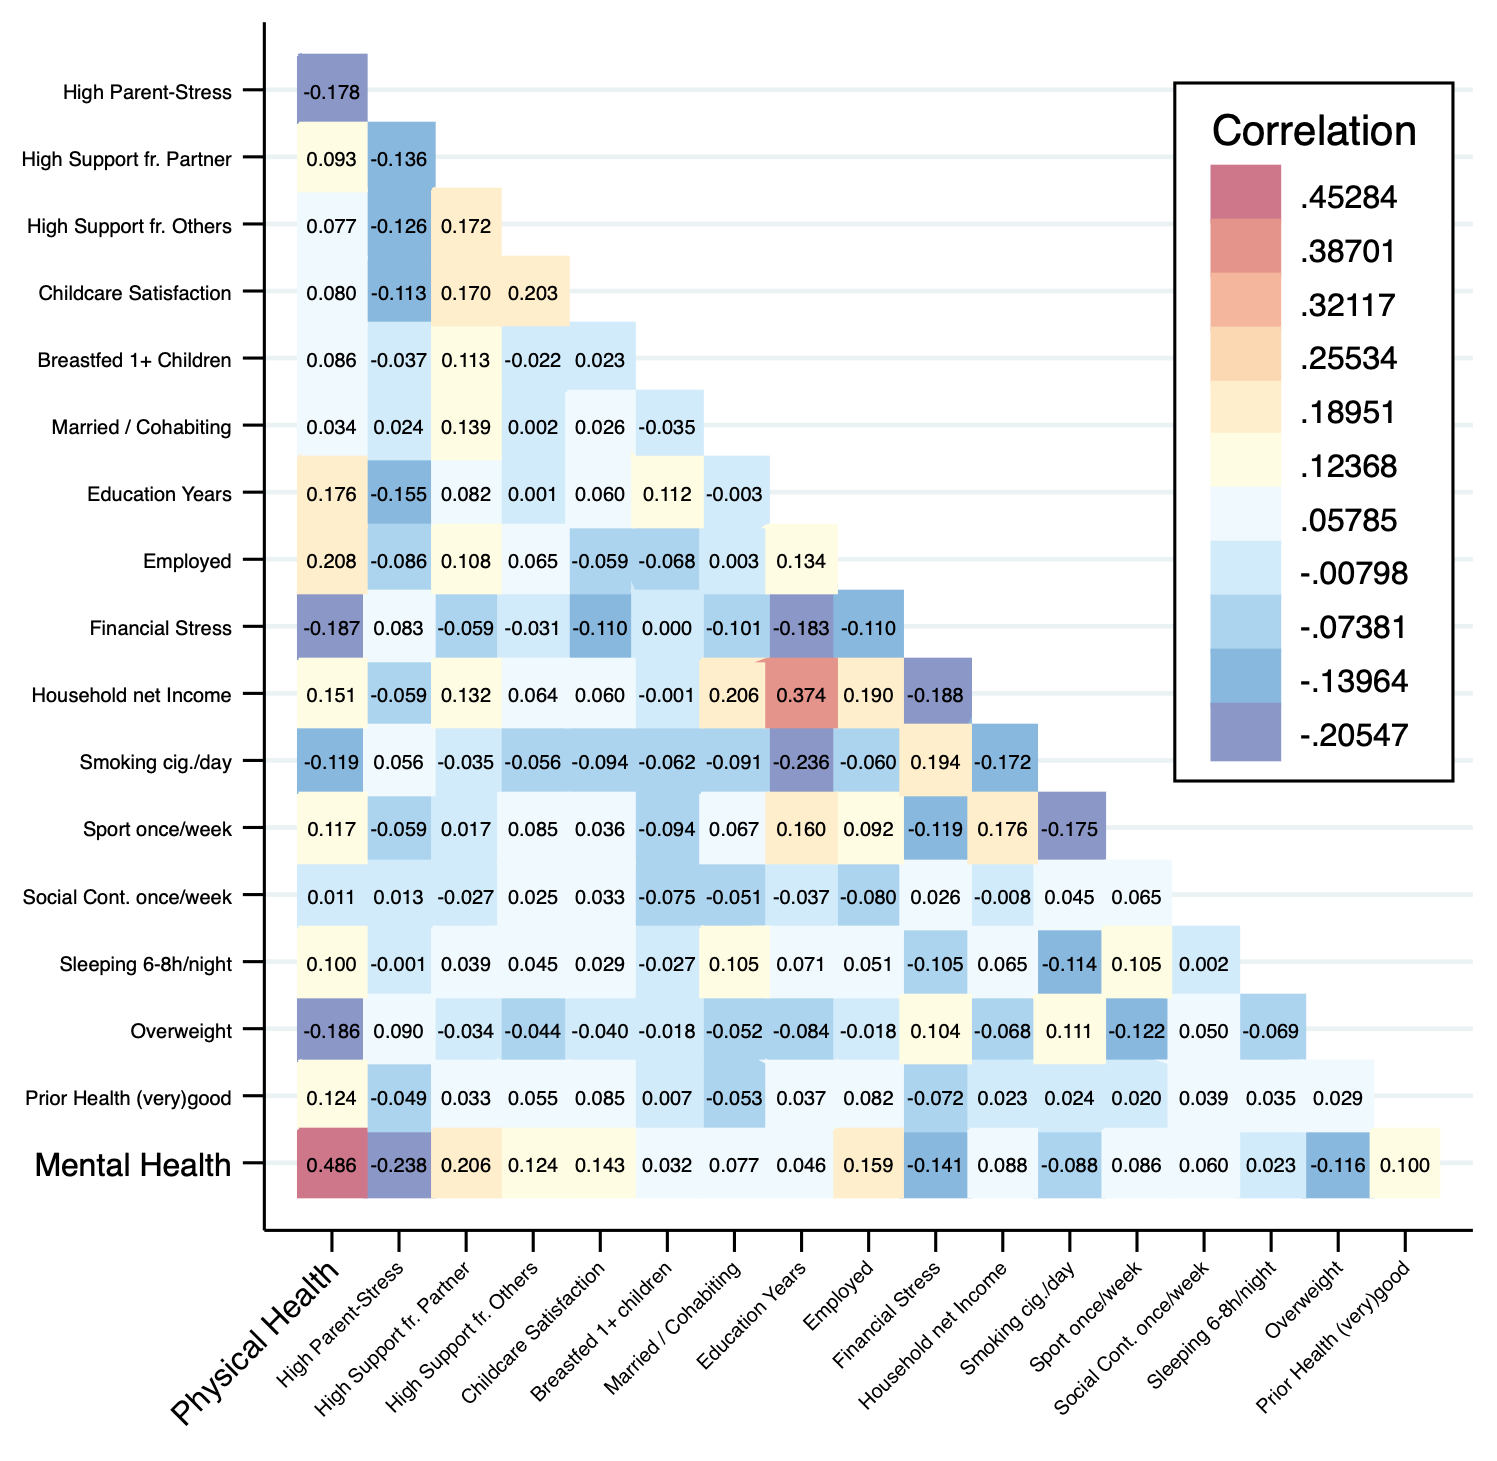 High Parent-Stress -0.178
High Support fr. Partner 0.093 -0.136
High Support fr. Others 0.077 -0.126 0.172
Childcare Satisfaction 0.080 -0.113 0.170 0.203
Breastfed 1+ Children 0.086 -0.037 0.113 -0.022 0.023
Married / Cohabiting 0.034 0.024 0.139 0.002 0.026 -0.035
Education Years 0.176 -0.155 0.082 0.001 0.060 0.112 -0.003
Employed 0.208 -0.086 0.108 0.065 -0.059 -0.068 0.003 0.134
Financial Stress -0.187 0.083 -0.059 -0.031 -0.110 0.000 -0.101 -0.183 -0.110
Household net Income 0.151 -0.059 0.132 0.064 0.060 -0.001 0.206 0.374 0.190 -0.188
Smoking cig./day -0.119 0.056 -0.035 -0.056 -0.094 -0.062 -0.091 -0.236 -0.060 0.194 -0.172
Sport once/week 0.117 -0.059 0.017 0.085 0.036 -0.094 0.067 0.160 0.092 -0.119 0.176 -0.175
Social Cont. once/week 0.011 0.013 -0.027 0.025 0.033 -0.075 -0.051 -0.037 -0.080 0.026 -0.008 0.045 0.065
Sleeping 6-8h/night 0.100 -0.001 0.039 0.045 0.029 -0.027 0.105 0.071 0.051 -0.105 0.065 -0.114 0.105 0.002
Overweight -0.186 0.090 -0.034 -0.044 -0.040 -0.018 -0.052 -0.084 -0.018 0.104 -0.068 0.111 -0.122 0.050 -0.069
Prior Health (very)good 0.124 -0.049 0.033 0.055 0.085 0.007 -0.053 0.037 0.082 -0.072 0.023 0.024 0.020 0.039 0.035 0.029
Mental Health 0.486 -0.238 0.206 0.124 0.143 0.032 0.077 0.046 0.159 -0.141 0.088 -0.088 0.086 0.060 0.023 -0.116 0.100
Physical Health
High Parent-Stress
High Support fr. Partner
High Support fr. Others
Childcare Satisfaction
Breastfed 1+ children
Married / Cohabiting
Education Years
Employed
Financial Stress
Household net Income
Smoking cig./day
Sport once/week
Social Cont. once/week
Sleeping 6-8h/night
Overweight
Prior Health (very)good
Correlation
.45284
.38701
.32117
.25534
.18951
.12368
.05785
-.00798
-.07381
-.13964
-.20547